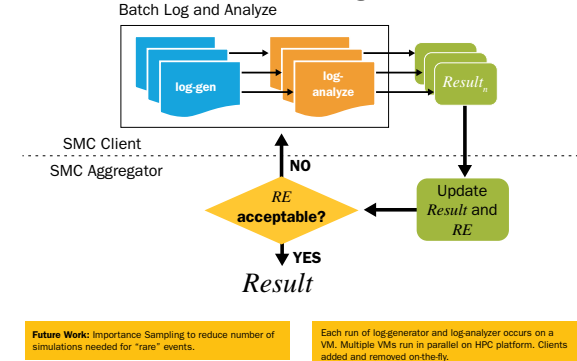 Batch Log and Analyze
log-gen
log-
analyze
Result_n
SMC Client
SMC Aggregator
NO
RE
acceptable?
Update
Result and
RE
YES
Result
Future Work: Importance Sampling to reduce number of
simulations needed for “rare” events.
Each run of log-generator and log-analyzer occurs on a
VM. Multiple VMs run in parallel on HPC platform. Clients
added and removed on-the-fly.